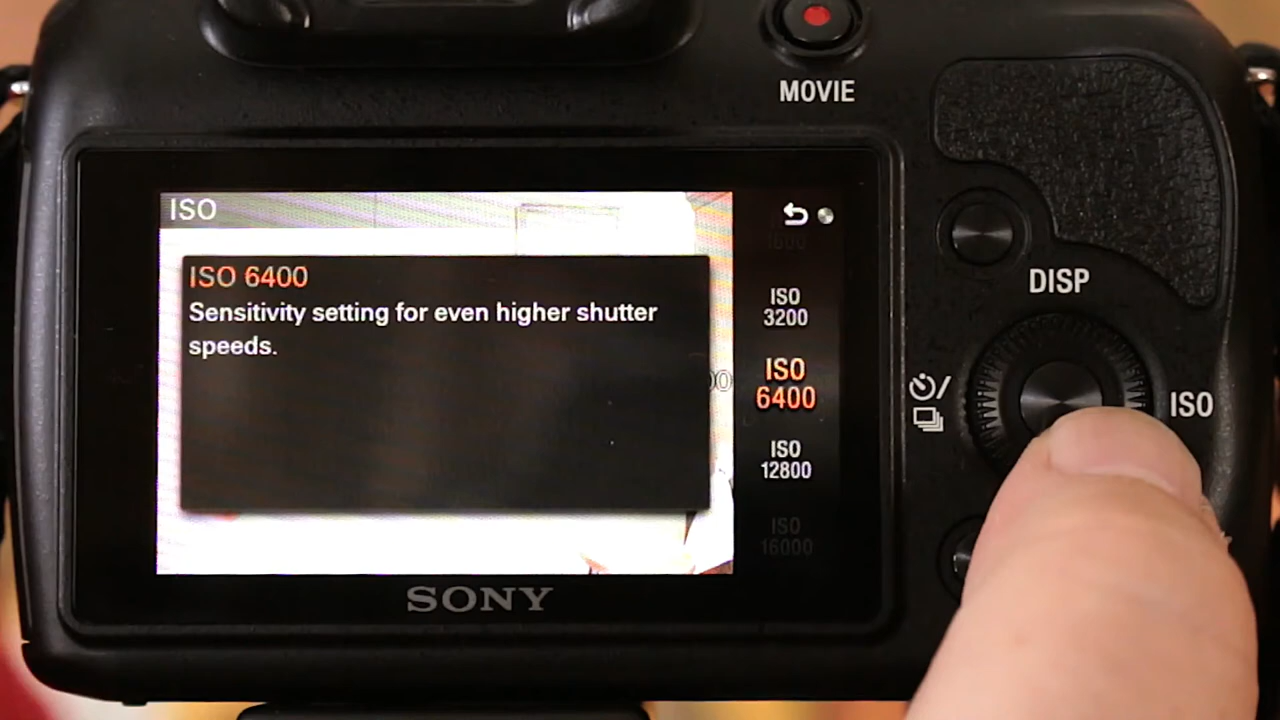 MOVIE
ISO
ISO 6400
Sensitivity setting for even higher shutter
speeds.
ISO
3200
ISO
6400
ISO
12800
ISO
16000
DISP
ISO
SONY